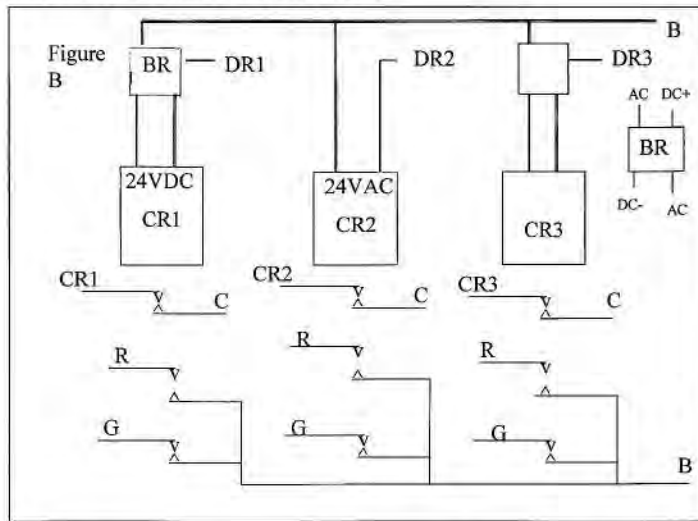 B
Figure
B
BR
DR1
DR2
DR3
AC DC+
BR
DC- AC
24VDC
CR1
24VAC
CR2
CR3
CR1
C
CR2
C
CR3
C
R
R
R
G
G
G
B